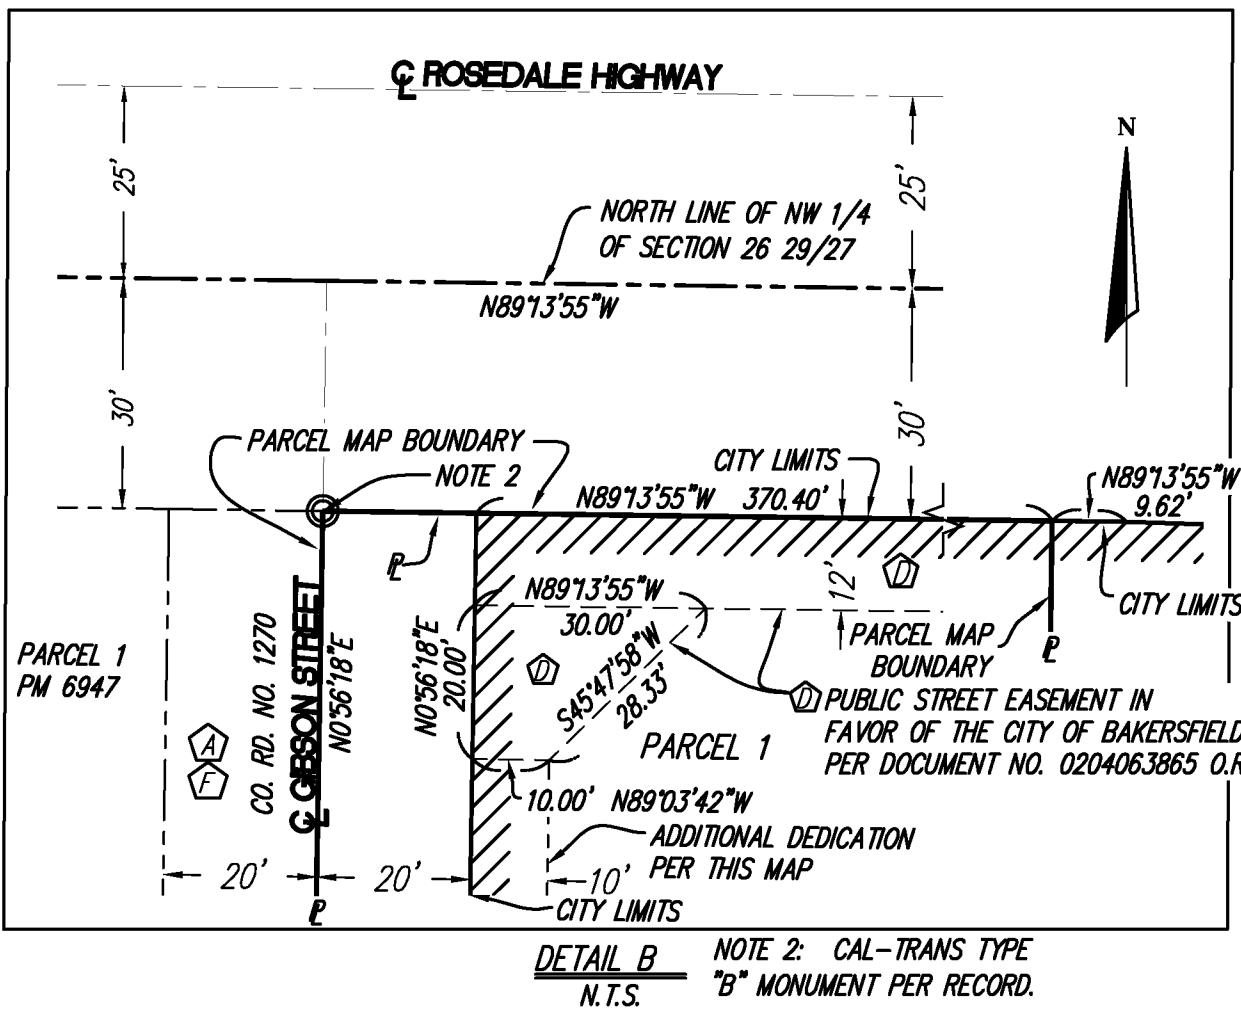 ℄ ROSEDALE HIGHWAY
N
25'
25'
NORTH LINE OF NW 1/4
OF SECTION 26 29/27
N89°13'55"W
30'
30'
PARCEL MAP BOUNDARY
NOTE 2
CITY LIMITS
N89°13'55"W 370.40'
N89°13'55"W
9.62'
PL
D
12'
N89°13'55"W
30.00'
CITY LIMITS
PARCEL MAP
BOUNDARY
PL
PARCEL 1
PM 6947
A
F
CO. RD. NO. 1270
℄ GIBSON STREET
N0°56'18"E
N0°56'18"E
20.00'
D
S45°47'58"W
28.33'
PARCEL 1
D PUBLIC STREET EASEMENT IN
FAVOR OF THE CITY OF BAKERSFIELD
PER DOCUMENT NO. 0204063865 O.R
10.00' N89°03'42"W
ADDITIONAL DEDICATION
PER THIS MAP
20'
20'
10'
CITY LIMITS
PL
DETAIL B
N.T.S.
NOTE 2: CAL-TRANS TYPE
"B" MONUMENT PER RECORD.